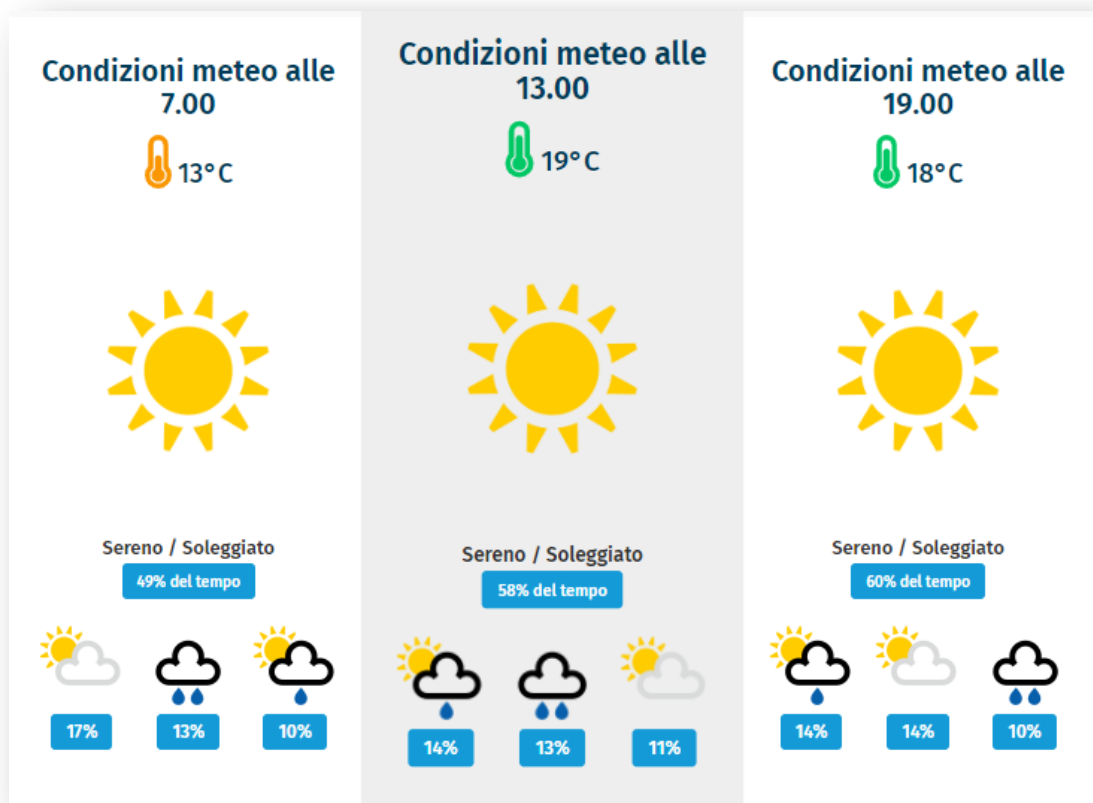 Condizioni meteo alle
7.00
13°C
Sereno / Soleggiato
49% del tempo
17%
13%
10%
Condizioni meteo alle
13.00
19°C
Sereno / Soleggiato
58% del tempo
14%
13%
11%
Condizioni meteo alle
19.00
18°C
Sereno / Soleggiato
60% del tempo
14%
14%
10%